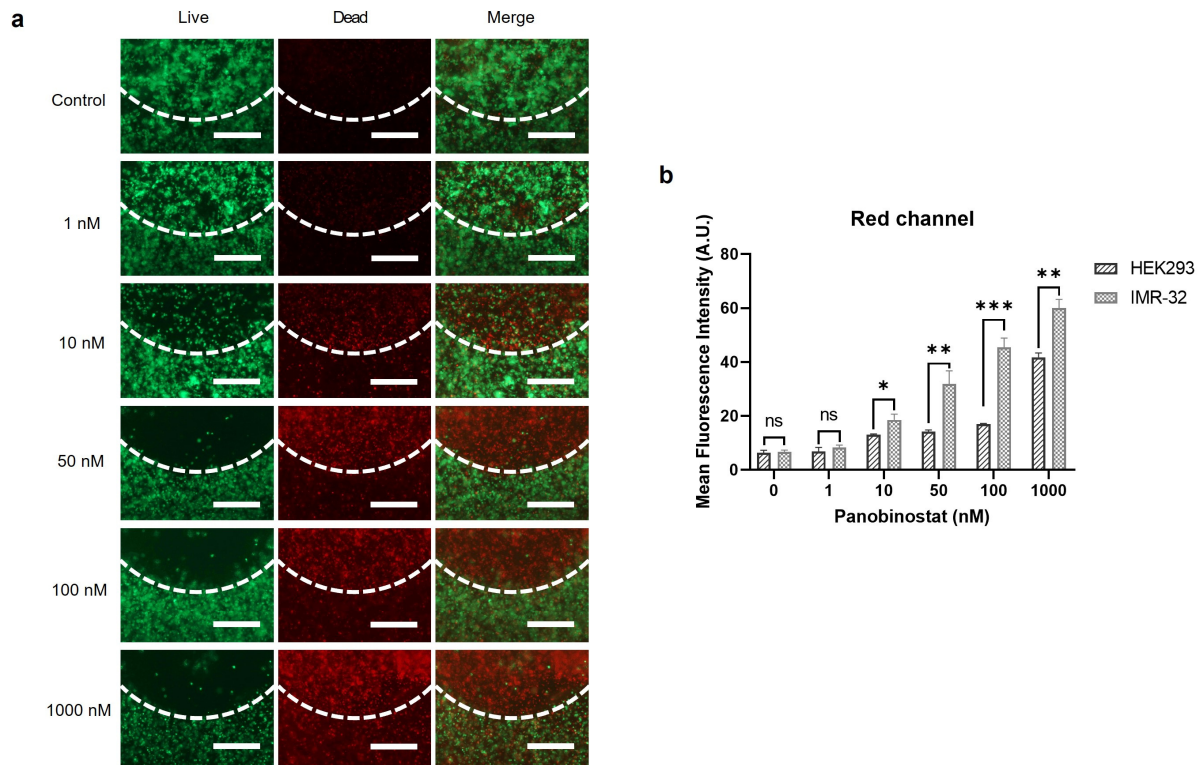 a
Live Dead Merge
Control
1 nM
10 nM
50 nM
100 nM
1000 nM
b
Red channel
Mean Fluorescence Intensity (A.U.)
80
60
40
20
0
ns
ns
*
**
***
**
0 1 10 50 100 1000
Panobinostat (nM)
HEK293
IMR-32